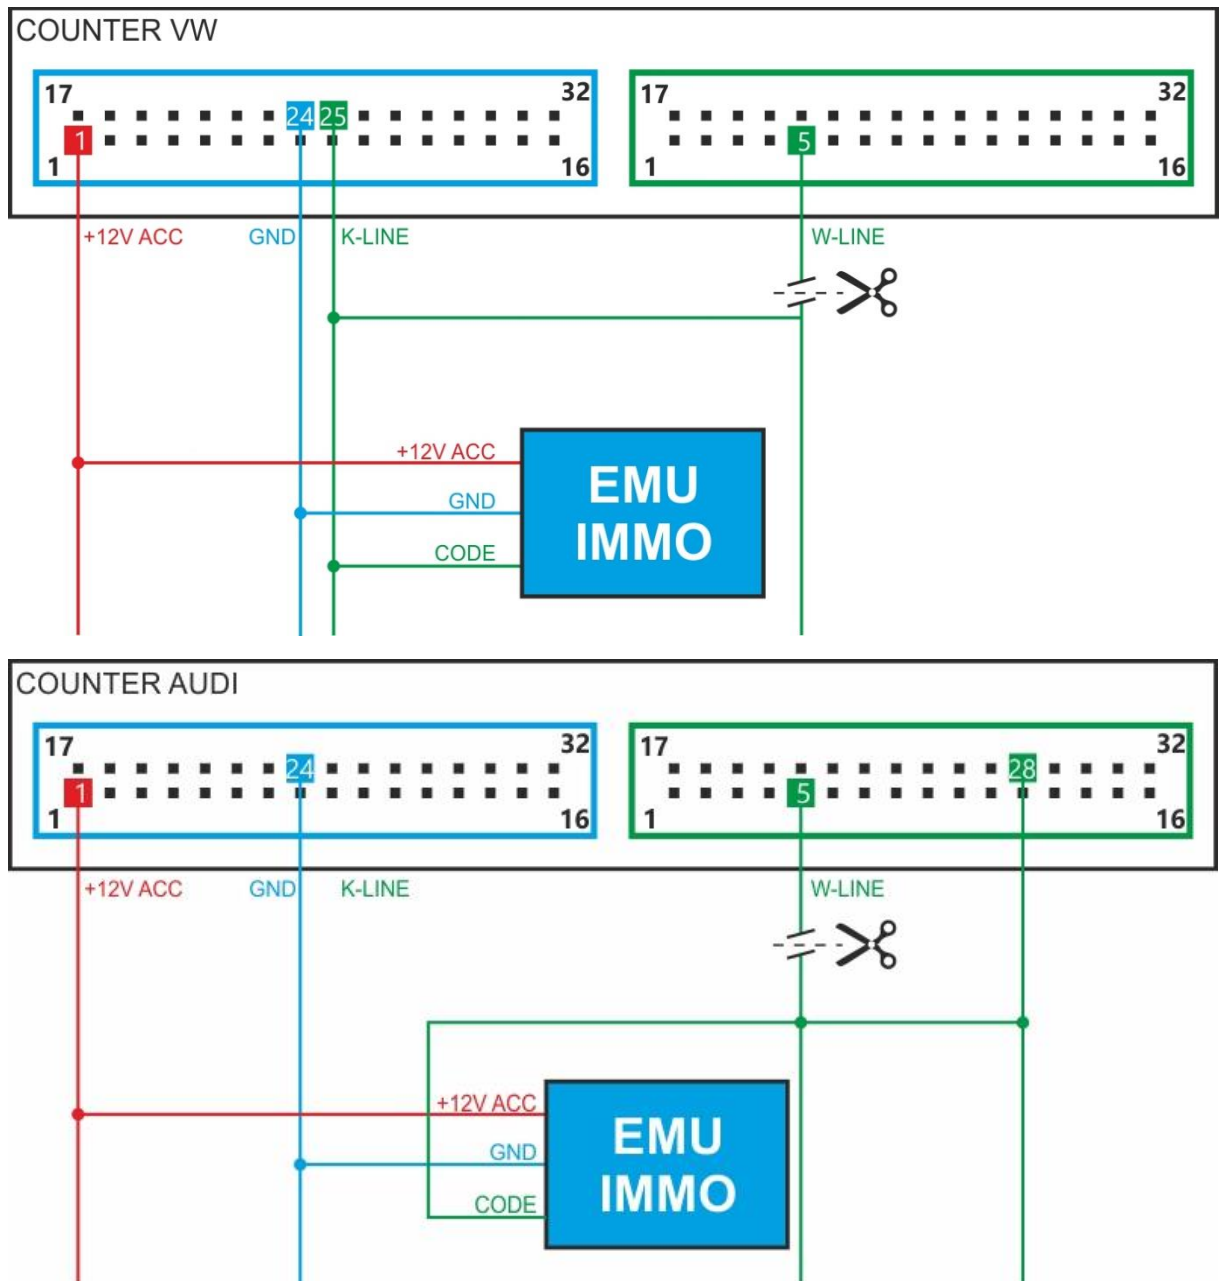 COUNTER VW
17 32 17 32
24 25
1 5
1 16 1 16
+12V ACC GND K-LINE W-LINE
+12V ACC
GND
CODE
EMU
IMMO
COUNTER AUDI
17 32 17 32
24 28
1 5
1 16 1 16
+12V ACC GND K-LINE W-LINE
+12V ACC
GND
CODE
EMU
IMMO